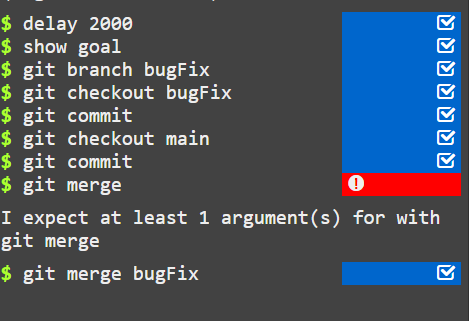 $ delay 2000
$ show goal
$ git branch bugFix
$ git checkout bugFix
$ git commit
$ git checkout main
$ git commit
$ git merge
I expect at least 1 argument(s) for with
git merge
$ git merge bugFix